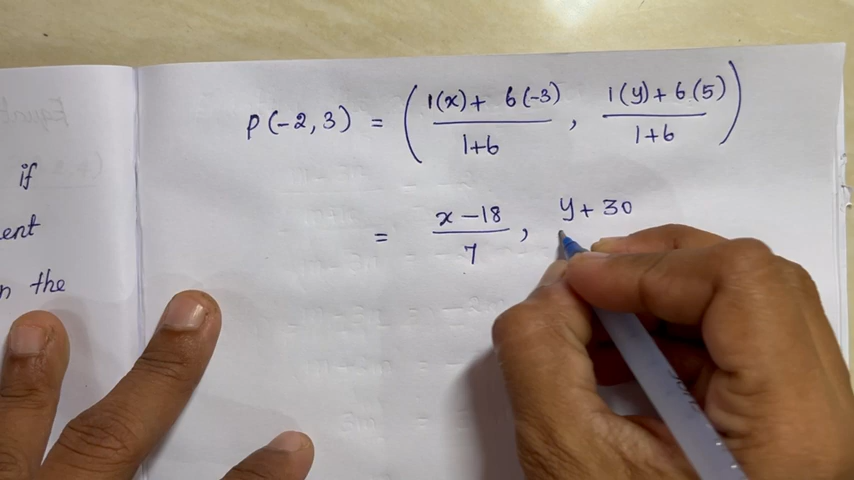 if
ent
n the
P(-2, 3) = ( 1(x) + 6(-3) / 1+6 , 1(y) + 6(5) / 1+6 )
= x - 18 / 7 , y + 30